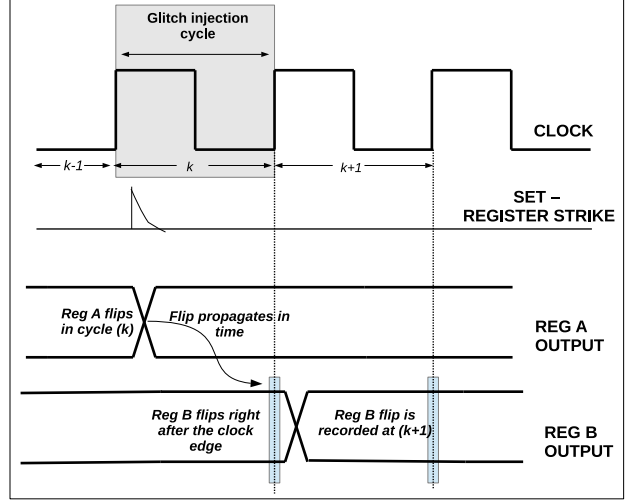 Glitch injection
cycle
CLOCK
k-1
k
k+1
SET –
REGISTER STRIKE
Reg A flips
in cycle (k)
Flip propagates in
time
REG A
OUTPUT
Reg B flips right
after the clock
edge
Reg B flip is
recorded at (k+1)
REG B
OUTPUT